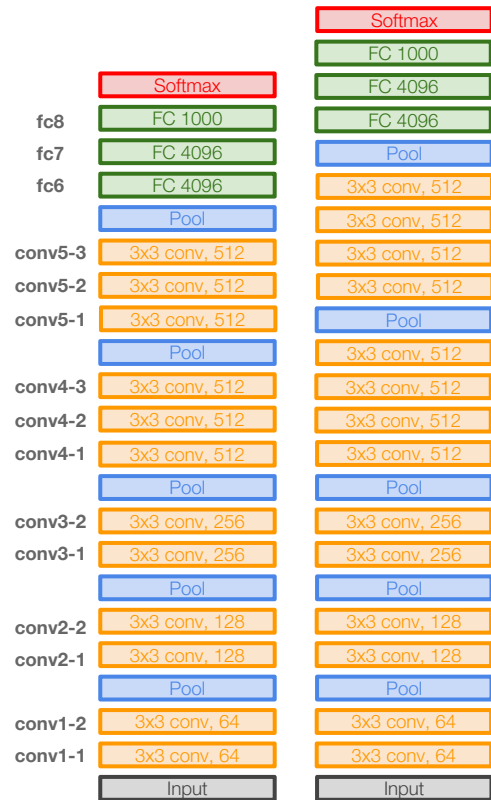 Softmax
fc8 FC 1000
fc7 FC 4096
fc6 FC 4096
Pool
conv5-3 3x3 conv, 512
conv5-2 3x3 conv, 512
conv5-1 3x3 conv, 512
Pool
conv4-3 3x3 conv, 512
conv4-2 3x3 conv, 512
conv4-1 3x3 conv, 512
Pool
conv3-2 3x3 conv, 256
conv3-1 3x3 conv, 256
Pool
conv2-2 3x3 conv, 128
conv2-1 3x3 conv, 128
Pool
conv1-2 3x3 conv, 64
conv1-1 3x3 conv, 64
Input
Softmax
FC 1000
FC 4096
FC 4096
Pool
3x3 conv, 512
3x3 conv, 512
3x3 conv, 512
3x3 conv, 512
Pool
3x3 conv, 512
3x3 conv, 512
3x3 conv, 512
3x3 conv, 512
Pool
3x3 conv, 256
3x3 conv, 256
Pool
3x3 conv, 128
3x3 conv, 128
Pool
3x3 conv, 64
3x3 conv, 64
Input